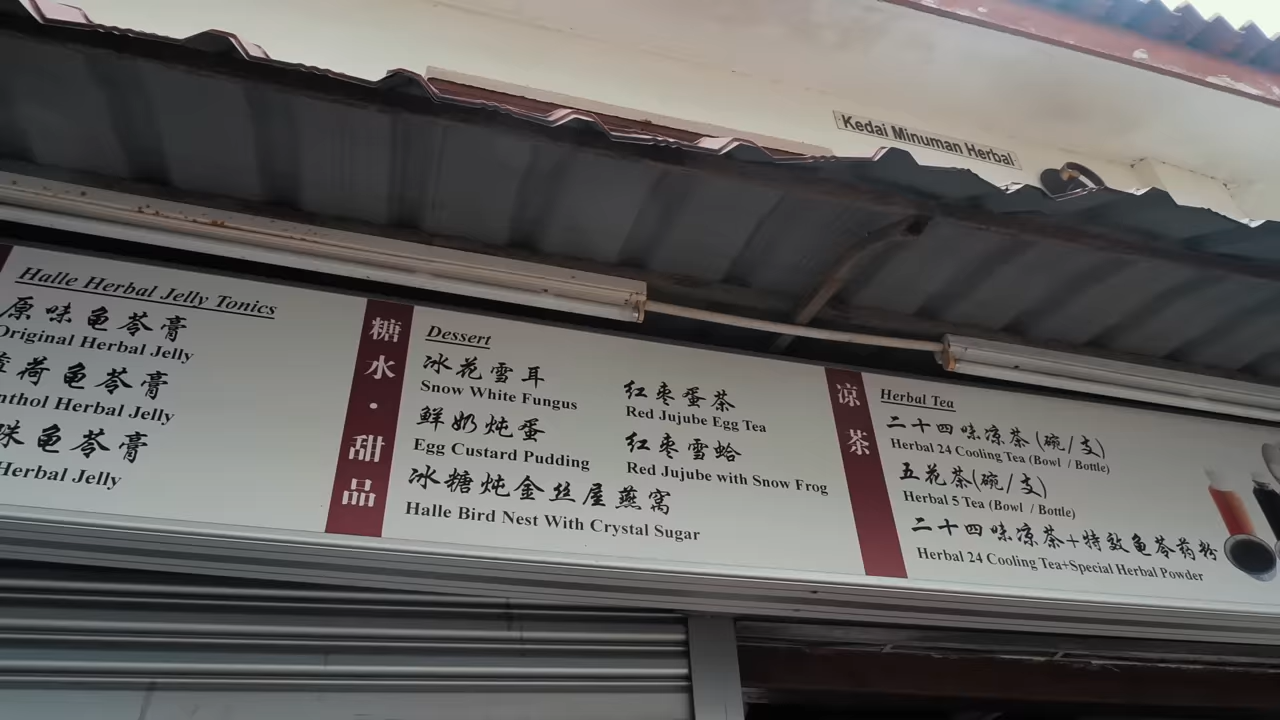 Kedai Minuman Herbal
Halle Herbal Jelly Tonics
原味龟苓膏
Original Herbal Jelly
荷龟苓膏
Herbal Jelly
龟苓膏
Herbal Jelly
糖水·甜品
Dessert
冰花雪耳
Snow White Fungus
鲜奶炖蛋
Egg Custard Pudding
冰糖炖金丝屋燕窝
Halle Bird Nest With Crystal Sugar
红枣蛋茶
Red Jujube Egg Tea
红枣雪蛤
Red Jujube with Snow Frog
凉茶
Herbal Tea
二十四味凉茶(碗/支)
Herbal 24 Cooling Tea (Bowl / Bottle)
五花茶(碗/支)
Herbal 5 Tea (Bowl / Bottle)
二十四味凉茶+特效龟苓药粉
Herbal 24 Cooling Tea+Special Herbal Powder